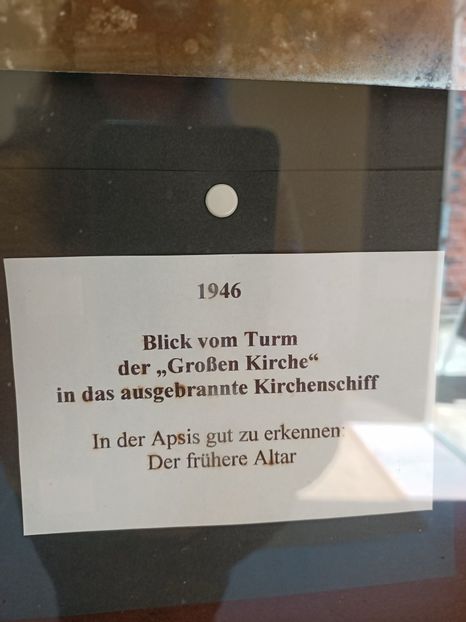 1946
Blick vom Turm
der „Großen Kirche“
in das ausgebrannte Kirchenschiff
In der Apsis gut zu erkennen:
Der frühere Altar